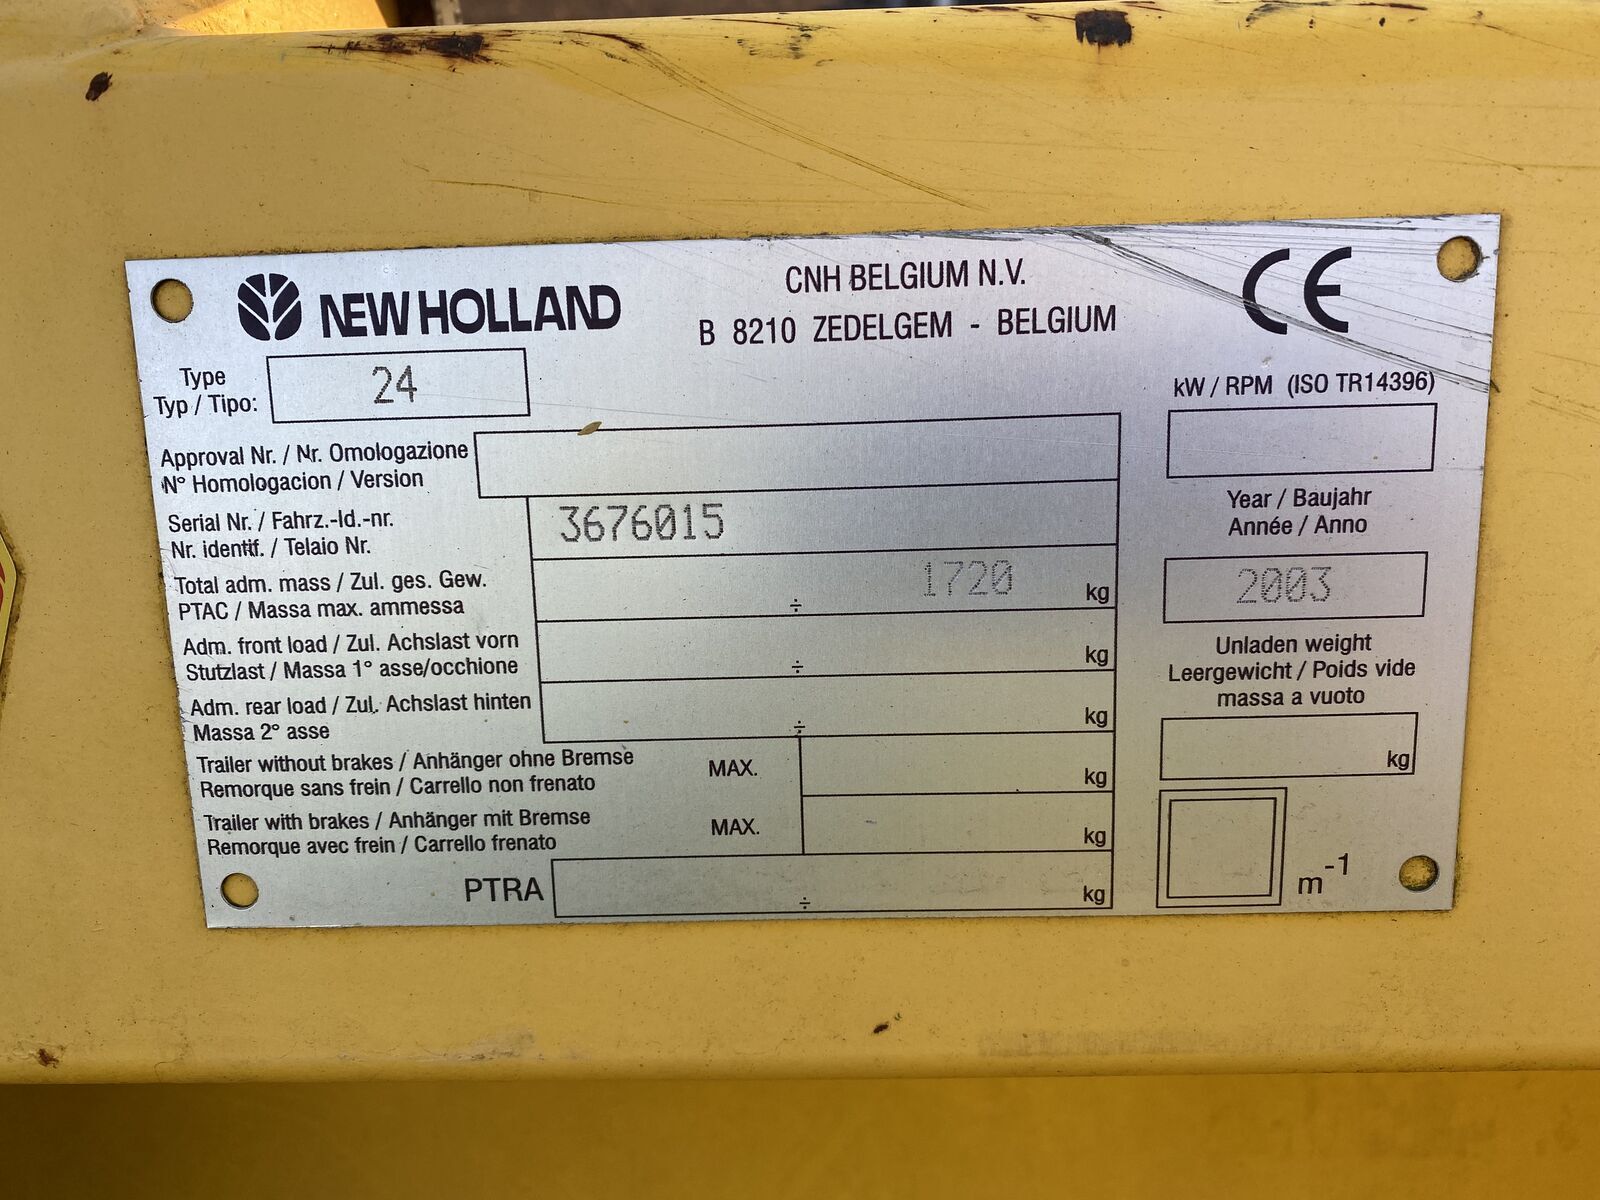 NEW HOLLAND
CNH BELGIUM N.V.
B 8210 ZEDELGEM - BELGIUM
CE
Type
Typ / Tipo:
24
kW / RPM (ISO TR14396)
Approval Nr. / Nr. Omologazione
N° Homologacion / Version
Serial Nr. / Fahrz.-Id.-nr.
Nr. identif. / Telaio Nr.
3676015
Year / Baujahr
Année / Anno
2003
Total adm. mass / Zul. ges. Gew.
PTAC / Massa max. ammessa
÷ 1720 kg
Adm. front load / Zul. Achslast vorn
Stutzlast / Massa 1° asse/occhione
÷ kg
Unladen weight
Leergewicht / Poids vide
massa a vuoto
kg
Adm. rear load / Zul. Achslast hinten
Massa 2° asse
÷ kg
Trailer without brakes / Anhänger ohne Bremse
Remorque sans frein / Carrello non frenato
MAX. kg
Trailer with brakes / Anhänger mit Bremse
Remorque avec frein / Carrello frenato
MAX. kg
PTRA ÷ kg
m-1